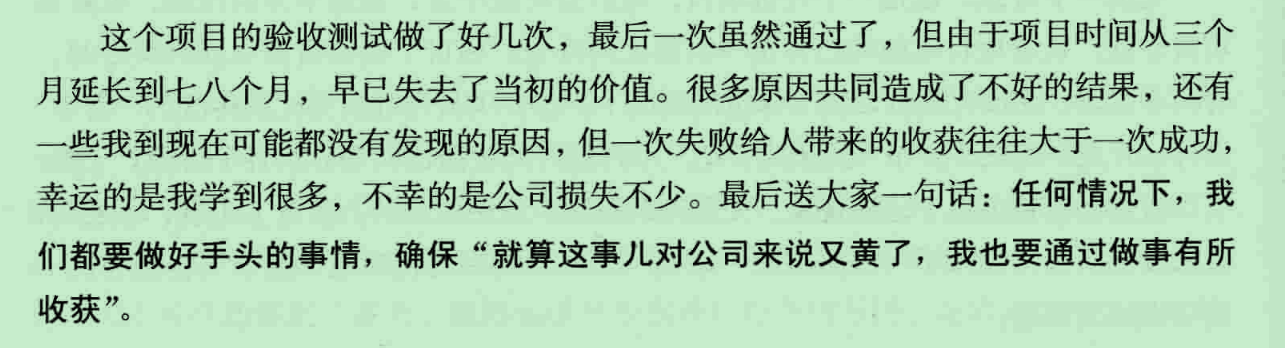 这个项目的验收测试做了好几次，最后一次虽然通过了，但由于项目时间从三个
月延长到七八个月，早已失去了当初的价值。很多原因共同造成了不好的结果，还有
一些我到现在可能都没有发现的原因，但一次失败给人带来的收获往往大于一次成功，
幸运的是我学到很多，不幸的是公司损失不少。最后送大家一句话：任何情况下，我
们都要做好手头的事情，确保“就算这事儿对公司来说又黄了，我也要通过做事有所
收获”。